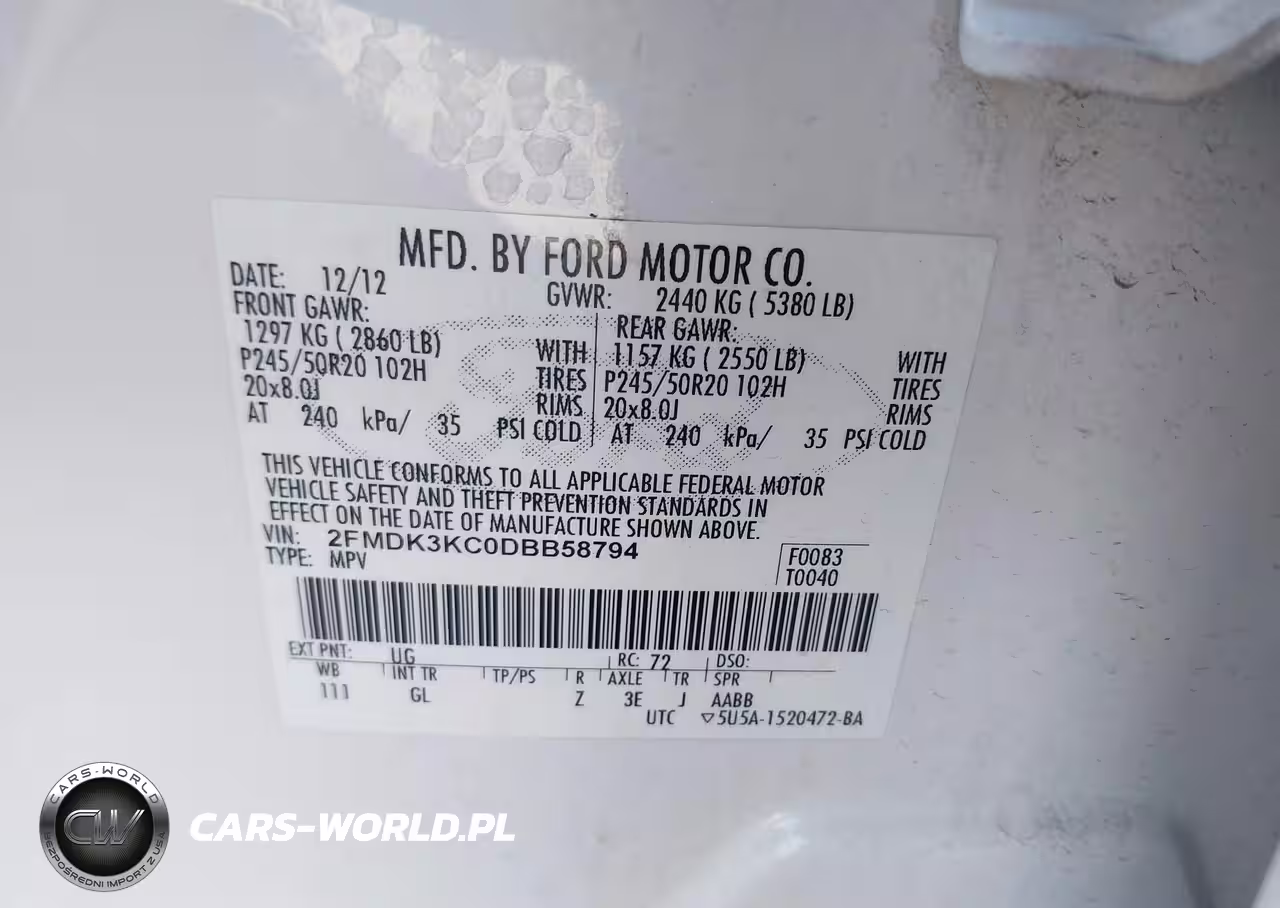 MFD. BY FORD MOTOR CO.
DATE: 12/12 GVWR: 2440 KG ( 5380 LB)
FRONT GAWR: REAR GAWR:
1297 KG ( 2860 LB) WITH 1157 KG ( 2550 LB) WITH
P245/50R20 102H TIRES P245/50R20 102H TIRES
20x8.0J RIMS 20x8.0J RIMS
AT 240 kPa/ 35 PSI COLD AT 240 kPa/ 35 PSI COLD
THIS VEHICLE CONFORMS TO ALL APPLICABLE FEDERAL MOTOR
VEHICLE SAFETY AND THEFT PREVENTION STANDARDS IN
EFFECT ON THE DATE OF MANUFACTURE SHOWN ABOVE.
VIN: 2FMDK3KC0DBB58794 F0083
TYPE: MPV T0040
EXT PNT: UG RC: 72 DSO:
WB INT TR TP/PS R AXLE TR SPR
111 GL Z 3E J AABB
UTC ▽5U5A-1520472-BA
CARS-WORLD
CW
BEZPOŚREDNI IMPORT Z USA
CARS-WORLD.PL